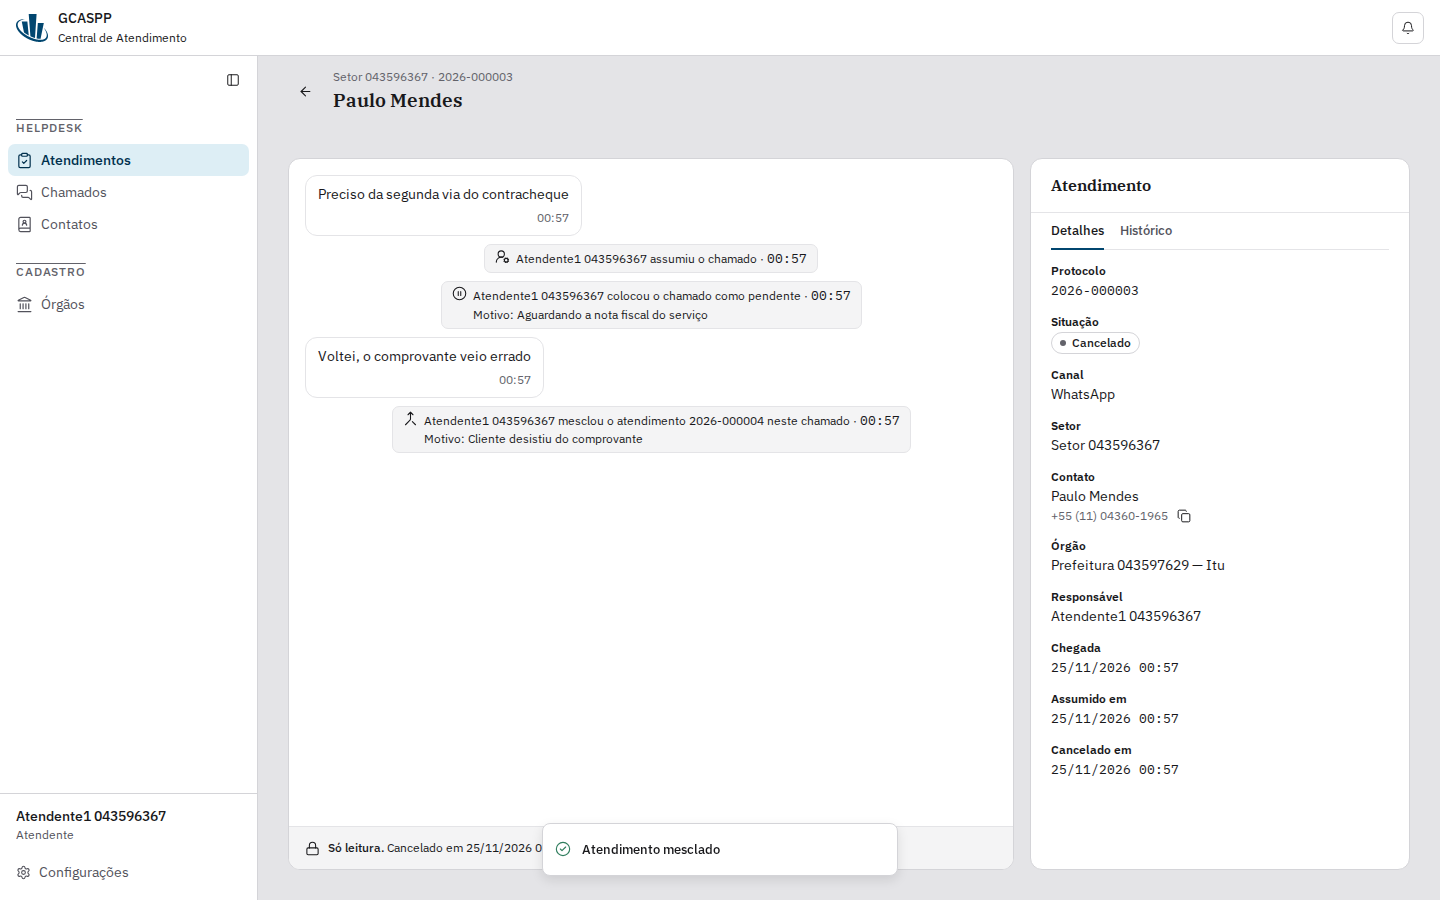 GCASPP
Central de Atendimento
HELPDESK
Atendimentos
Chamados
Contatos
CADASTRO
Órgãos
Atendente1 043596367
Atendente
Configurações
Setor 043596367 · 2026-000003
Paulo Mendes
Preciso da segunda via do contracheque
00:57
Atendente1 043596367 assumiu o chamado · 00:57
Atendente1 043596367 colocou o chamado como pendente · 00:57
Motivo: Aguardando a nota fiscal do serviço
Voltei, o comprovante veio errado
00:57
Atendente1 043596367 mesclou o atendimento 2026-000004 neste chamado · 00:57
Motivo: Cliente desistiu do comprovante
Só leitura. Cancelado em 25/11/2026 0
Atendimento mesclado
Atendimento
Detalhes Histórico
Protocolo
2026-000003
Situação
Cancelado
Canal
WhatsApp
Setor
Setor 043596367
Contato
Paulo Mendes
+55 (11) 04360-1965
Órgão
Prefeitura 043597629 — Itu
Responsável
Atendente1 043596367
Chegada
25/11/2026 00:57
Assumido em
25/11/2026 00:57
Cancelado em
25/11/2026 00:57